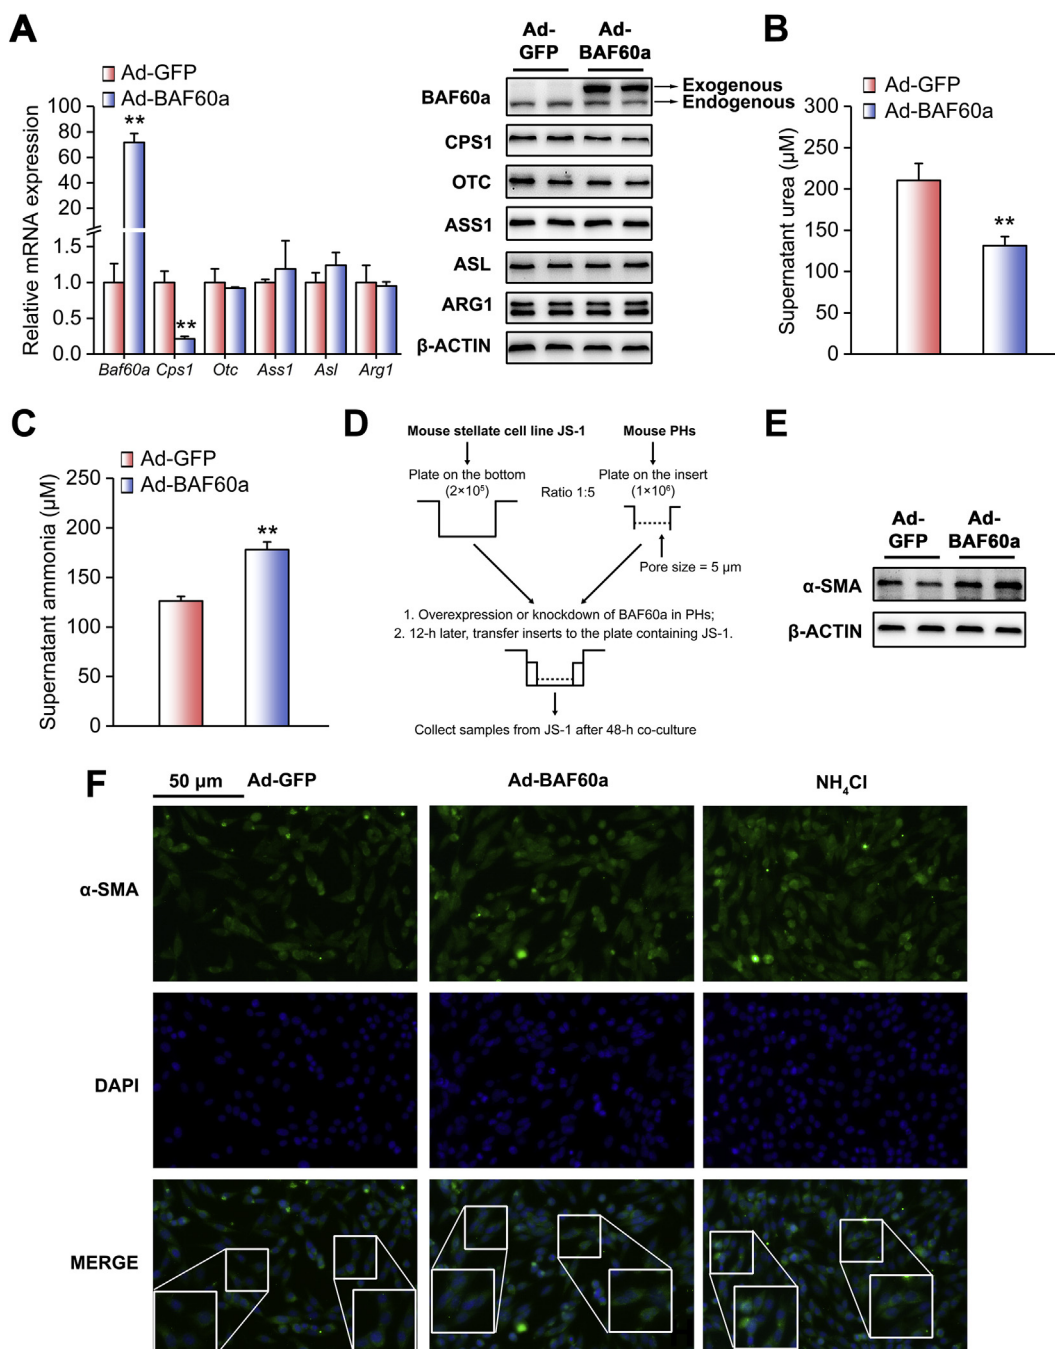 A
Ad-GFP
Ad-BAF60a
Relative mRNA expression
100
80
60
40
20
1.5
1.0
0.5
0.0
**
**
Baf60a Cps1 Otc Ass1 Asl Arg1
Ad-
GFP
Ad-
BAF60a
BAF60a
Exogenous
Endogenous
CPS1
OTC
ASS1
ASL
ARG1
β-ACTIN
B
Ad-GFP
Ad-BAF60a
Supernatant urea (µM)
300
250
200
150
100
50
0
**
C
Ad-GFP
Ad-BAF60a
Supernatant ammonia (µM)
250
200
150
100
50
0
**
D
Mouse stellate cell line JS-1
Mouse PHs
Plate on the bottom
(2×10⁵)
Ratio 1:5
Plate on the insert
(1×10⁶)
Pore size = 5 µm
1. Overexpression or knockdown of BAF60a in PHs;
2. 12-h later, transfer inserts to the plate containing JS-1.
Collect samples from JS-1 after 48-h co-culture
E
Ad-
GFP
Ad-
BAF60a
α-SMA
β-ACTIN
F
50 µm
Ad-GFP
Ad-BAF60a
NH₄Cl
α-SMA
DAPI
MERGE